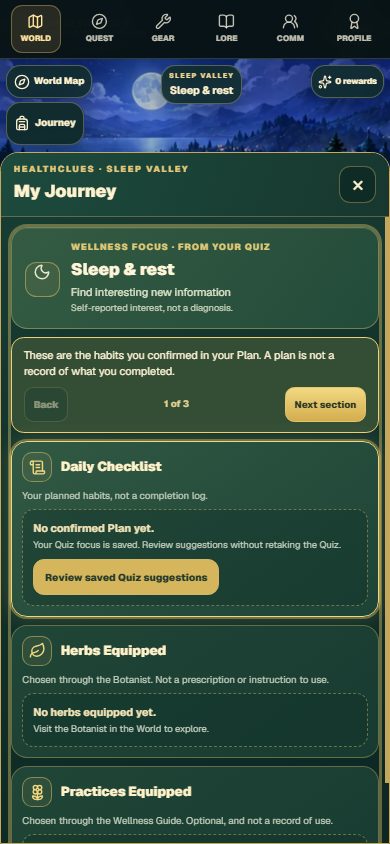 WORLD
QUEST
GEAR
LORE
COMM
PROFILE
World Map
SLEEP VALLEY
Sleep & rest
0 rewards
Journey
HEALTHCLUES · SLEEP VALLEY
My Journey
WELLNESS FOCUS · FROM YOUR QUIZ
Sleep & rest
Find interesting new information
Self-reported interest, not a diagnosis.
These are the habits you confirmed in your Plan. A plan is not a
record of what you completed.
Back
1 of 3
Next section
Daily Checklist
Your planned habits, not a completion log.
No confirmed Plan yet.
Your Quiz focus is saved. Review suggestions without retaking the Quiz.
Review saved Quiz suggestions
Herbs Equipped
Chosen through the Botanist. Not a prescription or instruction to use.
No herbs equipped yet.
Visit the Botanist in the World to explore.
Practices Equipped
Chosen through the Wellness Guide. Optional, and not a record of use.